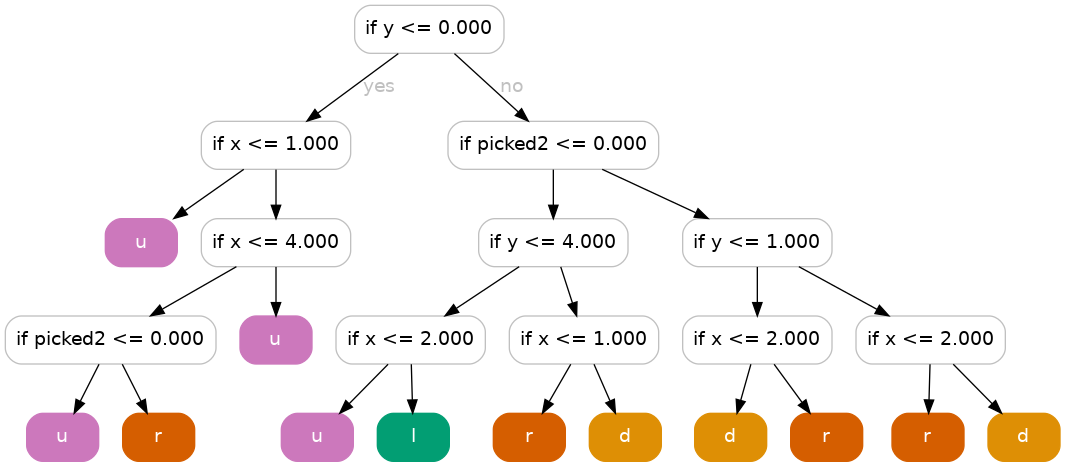 if y <= 0.000
yes
no
if x <= 1.000
if picked2 <= 0.000
u
if x <= 4.000
if y <= 4.000
if y <= 1.000
if picked2 <= 0.000
u
if x <= 2.000
if x <= 1.000
if x <= 2.000
if x <= 2.000
u
r
u
l
r
d
d
r
r
d